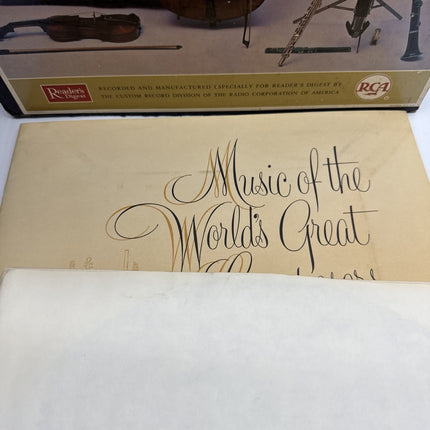 Reader's
Digest
RECORDED AND MANUFACTURED ESPECIALLY FOR READER'S DIGEST BY
THE CUSTOM RECORD DIVISION OF THE RADIO CORPORATION OF AMERICA
RCA
Music of the
World's Great